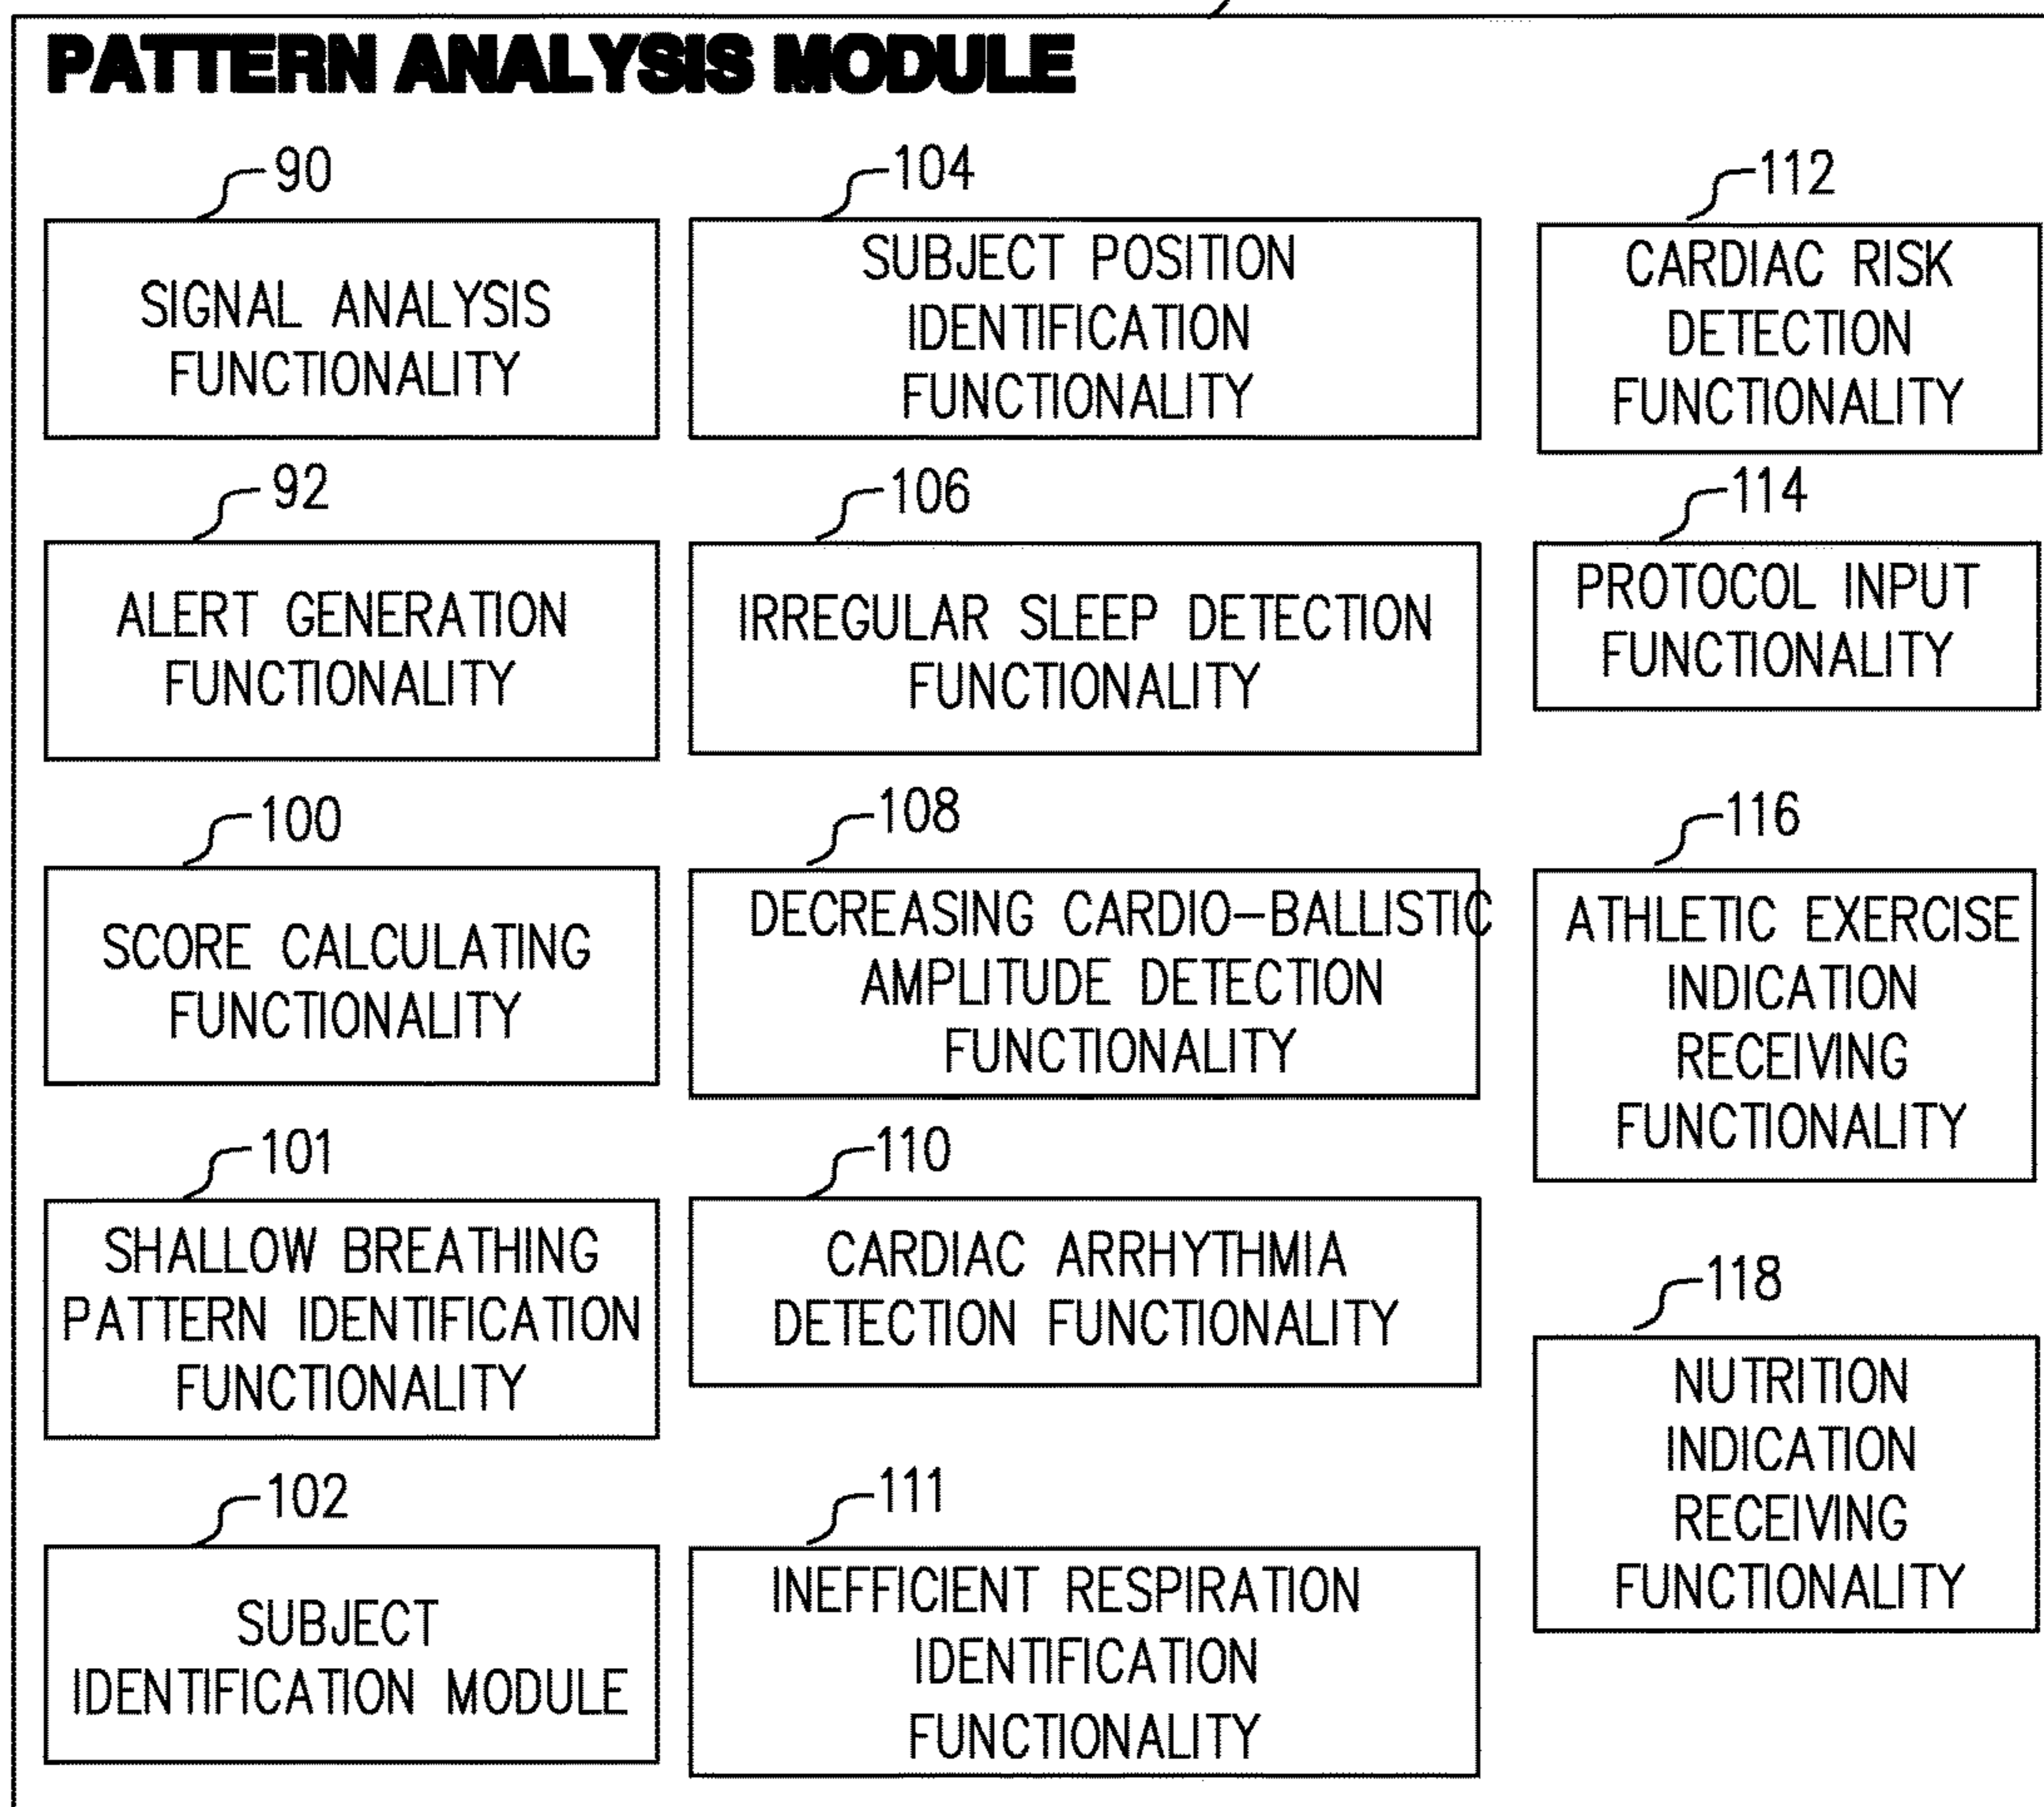 PATTERN ANALYSIS MODULE
90
SIGNAL ANALYSIS
FUNCTIONALITY
92
ALERT GENERATION
FUNCTIONALITY
100
SCORE CALCULATING
FUNCTIONALITY
101
SHALLOW BREATHING
PATTERN IDENTIFICATION
FUNCTIONALITY
102
SUBJECT
IDENTIFICATION MODULE
104
SUBJECT POSITION
IDENTIFICATION
FUNCTIONALITY
106
IRREGULAR SLEEP DETECTION
FUNCTIONALITY
108
DECREASING CARDIO-BALLISTIC
AMPLITUDE DETECTION
FUNCTIONALITY
110
CARDIAC ARRHYTHMIA
DETECTION FUNCTIONALITY
111
INEFFICIENT RESPIRATION
IDENTIFICATION
FUNCTIONALITY
112
CARDIAC RISK
DETECTION
FUNCTIONALITY
114
PROTOCOL INPUT
FUNCTIONALITY
116
ATHLETIC EXERCISE
INDICATION
RECEIVING
FUNCTIONALITY
118
NUTRITION
INDICATION
RECEIVING
FUNCTIONALITY